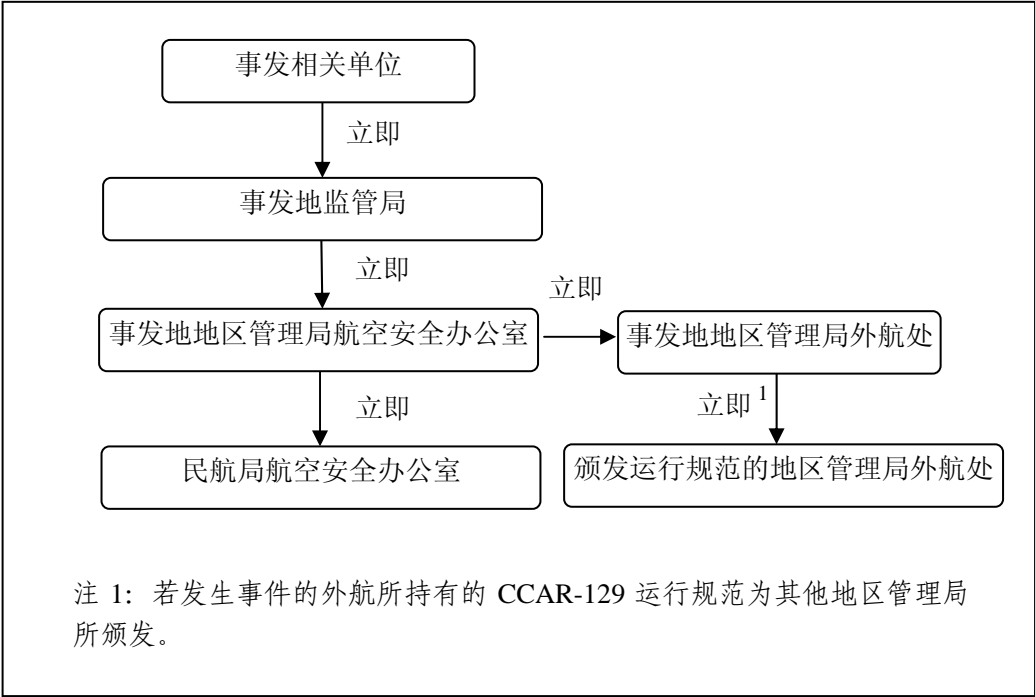 事发相关单位
立即
事发地监管局
立即
立即
事发地地区管理局航空安全办公室
事发地地区管理局外航处
立即
立即 1
民航局航空安全办公室
颁发运行规范的地区管理局外航处
注 1：若发生事件的外航所持有的 CCAR-129 运行规范为其他地区管理局
所颁发。